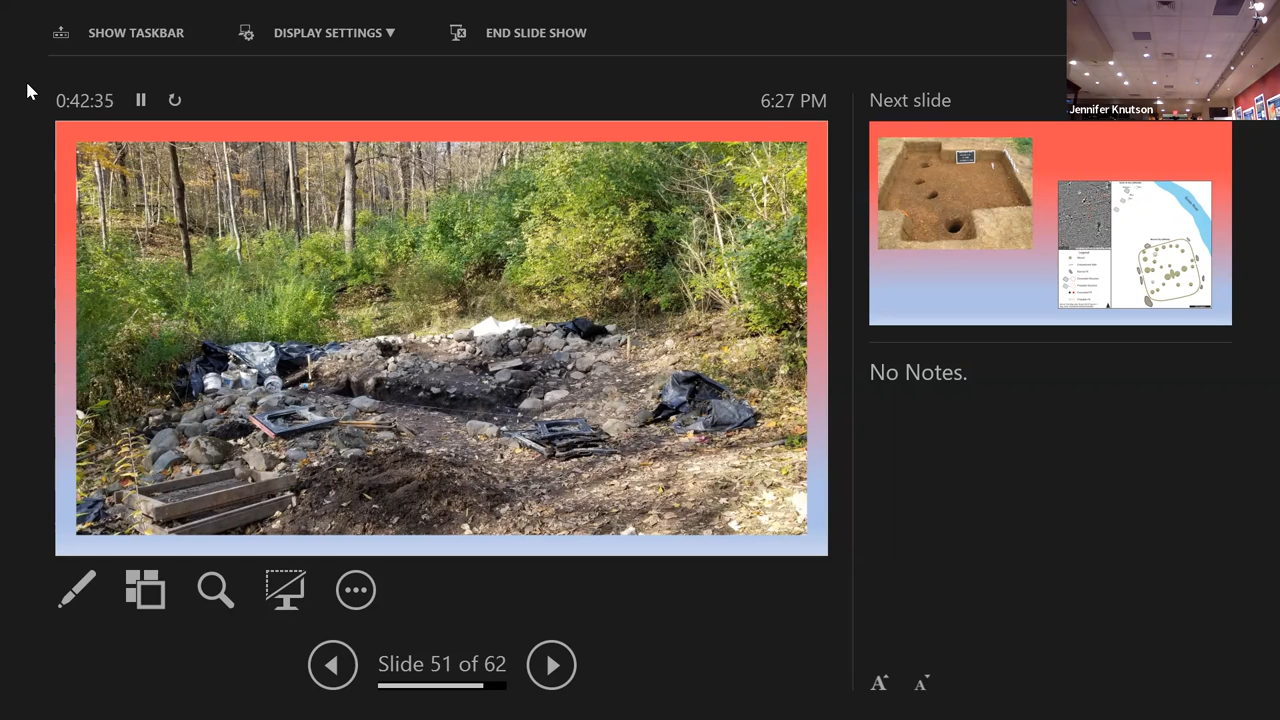 SHOW TASKBAR
DISPLAY SETTINGS ▼
END SLIDE SHOW
Jennifer Knutson
0:42:35
6:27 PM
Next slide
No Notes.
Slide 51 of 62
A A